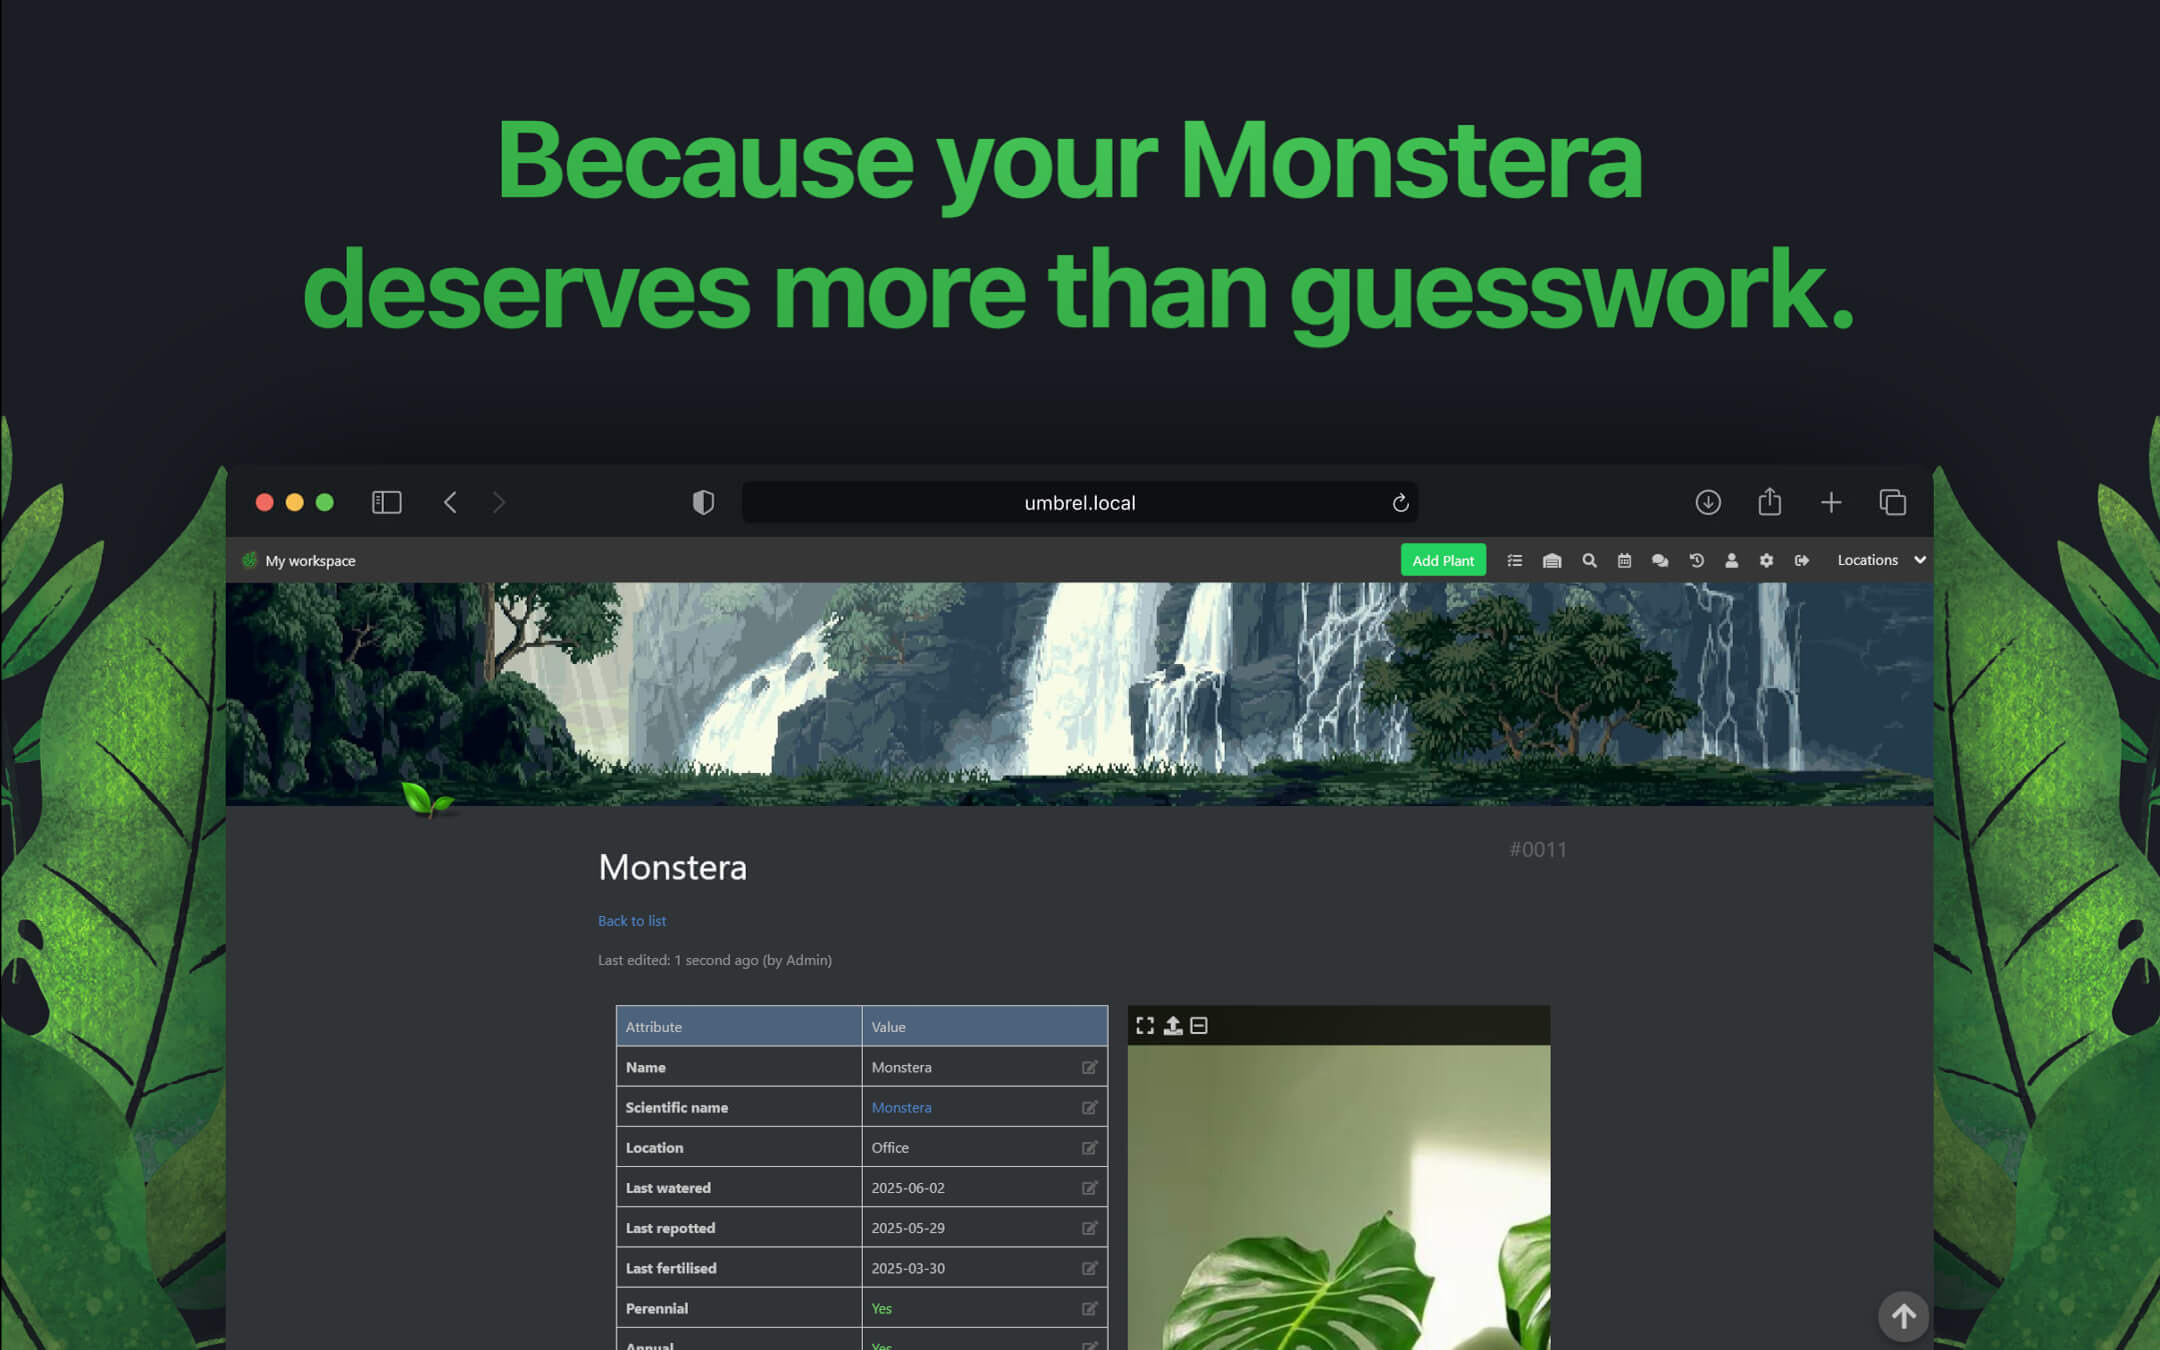 Because your Monstera
deserves more than guesswork.
umbrel.local
My workspace
Add Plant
Locations
Monstera
#0011
Back to list
Last edited: 1 second ago (by Admin)
Attribute Value
Name Monstera
Scientific name Monstera
Location Office
Last watered 2025-06-02
Last repotted 2025-05-29
Last fertilised 2025-03-30
Perennial Yes
Annual Yes